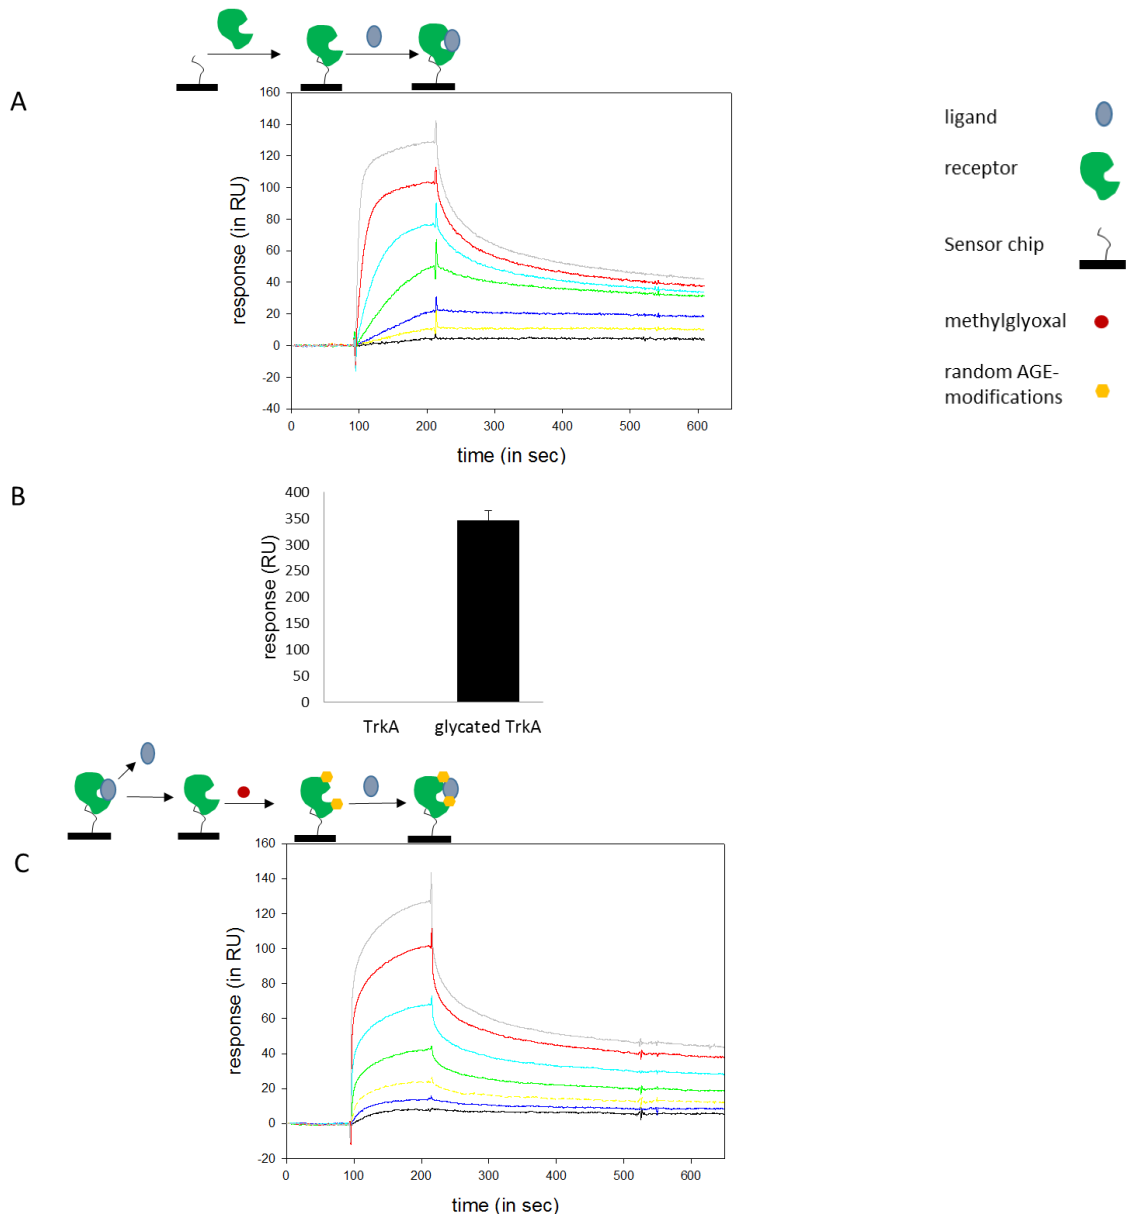 A
160
140
120
100
80
60
40
20
0
-20
-40
response (in RU)
0 100 200 300 400 500 600
time (in sec)
ligand
receptor
Sensor chip
methylglyoxal
random AGE-
modifications
B
400
350
300
250
200
150
100
50
0
response (RU)
TrkA glycated TrkA
C
160
140
120
100
80
60
40
20
0
-20
response (in RU)
0 100 200 300 400 500 600
time (in sec)